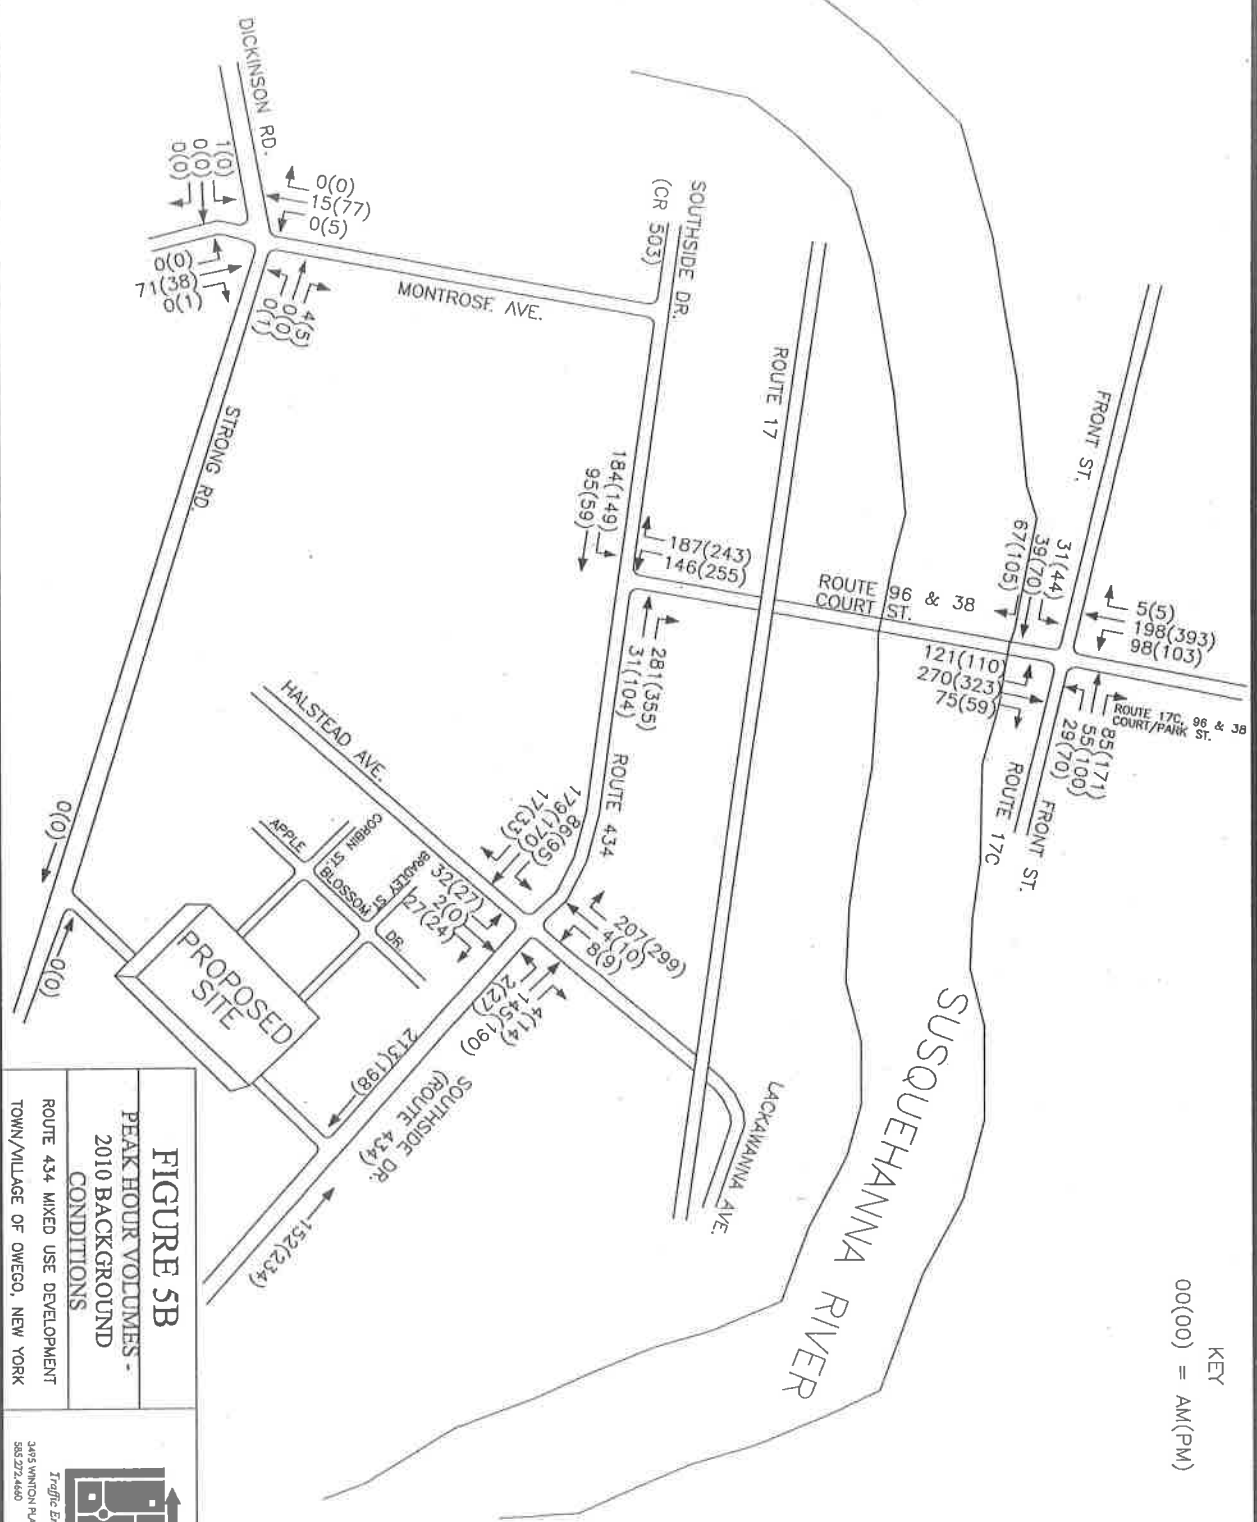 KEY
00(00) = AM(PM)
FRONT ST.
31(44)
39(70)
67(105)
5(5)
198(393)
98(103)
ROUTE 17C, 96 & 38
COURT/PARK ST.
85(171)
55(100)
29(70)
121(110)
270(323)
75(59)
FRONT ST.
ROUTE 17C
ROUTE 96 & 38
COURT ST.
SUSQUEHANNA RIVER
ROUTE 17
SOUTHSIDE DR.
(CR 503)
187(243)
146(255)
184(149)
95(59)
281(355)
31(104)
ROUTE 434
LACKAWANNA AVE.
MONTROSE AVE.
DICKINSON RD.
0(0)
15(77)
0(5)
1(0)
0(0)
0(0)
0(0)
71(38)
0(1)
4(5)
0(0)
0(1)
STRONG RD.
HALSTEAD AVE.
86(95)
179(170)
17(33)
207(299)
4(10)
8(9)
32(27)
2(0)
27(24)
4(14)
145(190)
2(27)
CORBIN ST.
BRADLEY ST.
APPLE BLOSSOM DR.
PROPOSED
SITE
213(198)
SOUTHSIDE DR.
(ROUTE 434)
152(234)
0(0)
0(0)
FIGURE 5B
PEAK HOUR VOLUMES -
2010 BACKGROUND
CONDITIONS
ROUTE 434 MIXED USE DEVELOPMENT
TOWN/VILLAGE OF OWEGO, NEW YORK
Traffic
3495 WINTON
585.272.4660